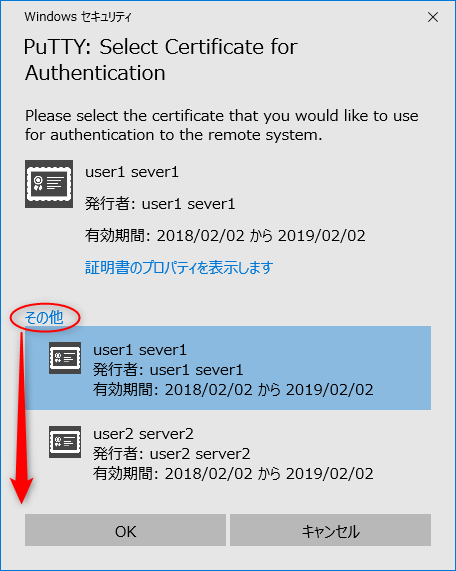 Windows セキュリティ
PuTTY: Select Certificate for
Authentication
Please select the certificate that you would like to use
for authentication to the remote system.
user1 sever1
発行者: user1 sever1
有効期間: 2018/02/02 から 2019/02/02
証明書のプロパティを表示します
その他
user1 sever1
発行者: user1 sever1
有効期間: 2018/02/02 から 2019/02/02
user2 server2
発行者: user2 server2
有効期間: 2018/02/02 から 2019/02/02
OK
キャンセル